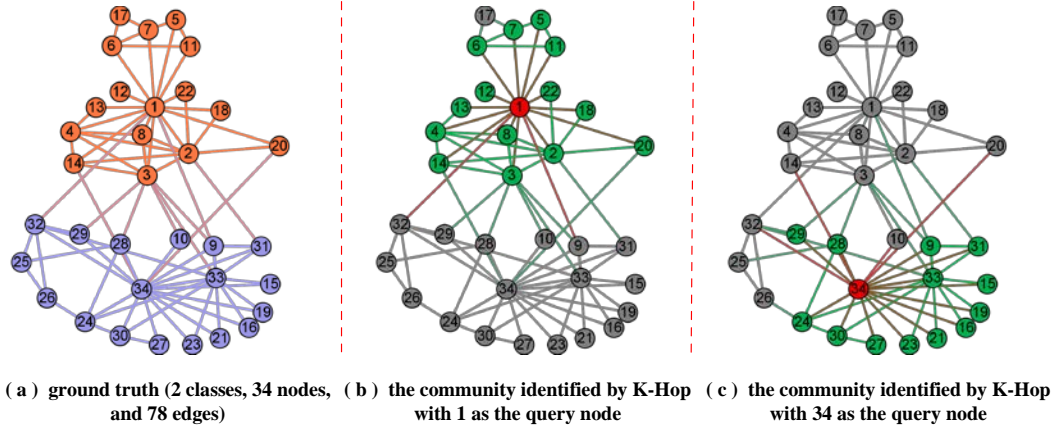 17 5
7
6 11
12 22
13 1 18
4 8
2 20
14 3
32
29 28 10 9 31
25
34 33 15
26
24 19
30 16
27 23 21
17 5
7
6 11
12 22
13 1 18
4 8
2 20
14 3
32
29 28 10 9 31
25
34 33 15
26
24 19
30 16
27 23 21
17 5
7
6 11
12 22
13 1 18
4 8
2 20
14 3
32
29 28 10 9 31
25
34 33 15
26
24 19
30 16
27 23 21
( a ) ground truth (2 classes, 34 nodes,
and 78 edges)
( b ) the community identified by K-Hop
with 1 as the query node
( c ) the community identified by K-Hop
with 34 as the query node